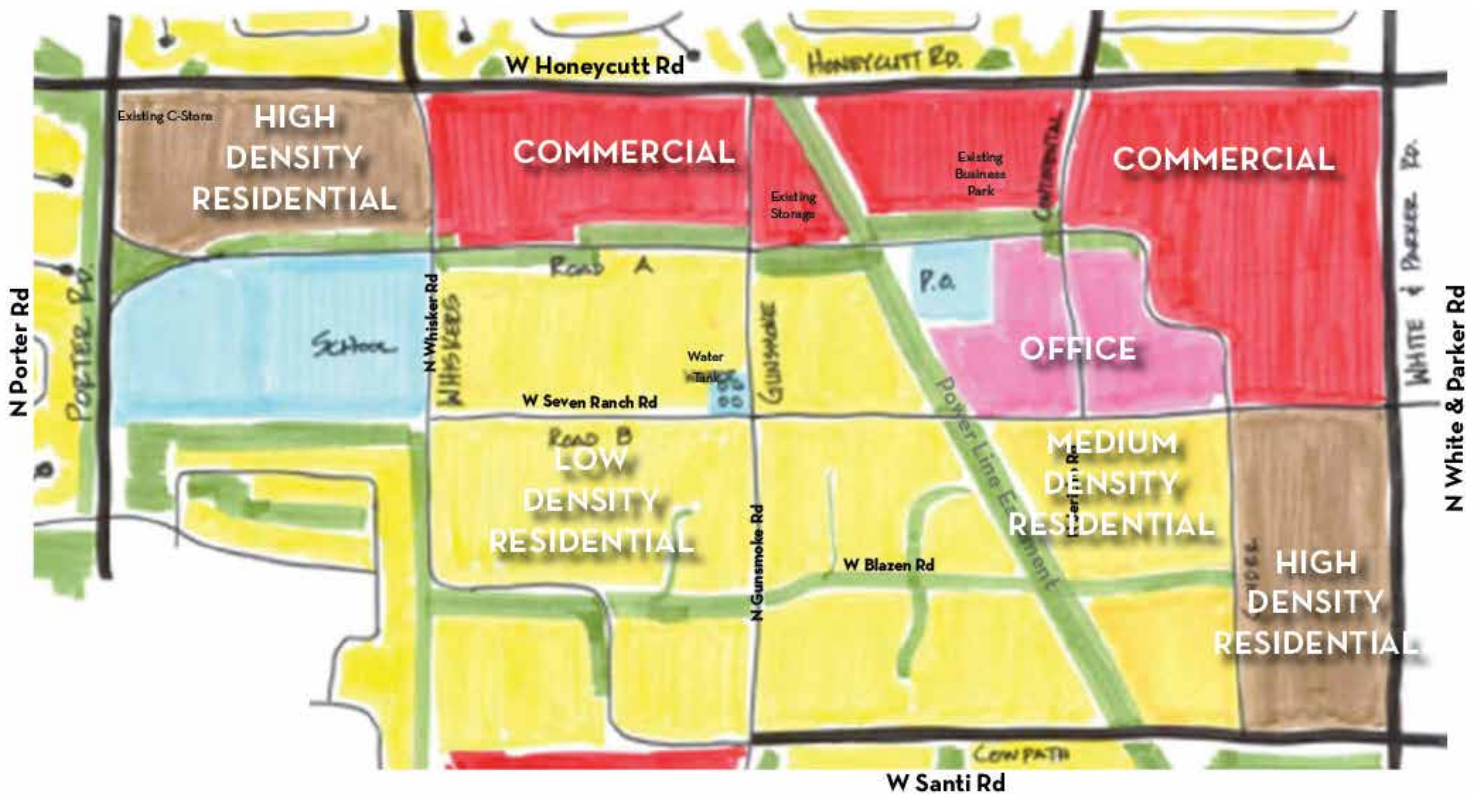 W Honeycutt Rd
HONEYCUTT RD.
Existing C-Store
HIGH
DENSITY
RESIDENTIAL
COMMERCIAL
Existing
Storage
Existing
Business
Park
CONTINENTAL
COMMERCIAL
N Porter Rd
PORTER RD.
SCHOOL
N Whisker Rd
WHISKERS
ROAD A
Water
Tank
GUNSMOKE
P.O.
OFFICE
WHITE & PARKER RD.
N White & Parker Rd
W Seven Ranch Rd
ROAD B
LOW
DENSITY
RESIDENTIAL
Power Line Easement
MEDIUM
DENSITY
RESIDENTIAL
N Gunsmoke Rd
W Blazen Rd
HIGH
DENSITY
RESIDENTIAL
COWPATH
W Santi Rd